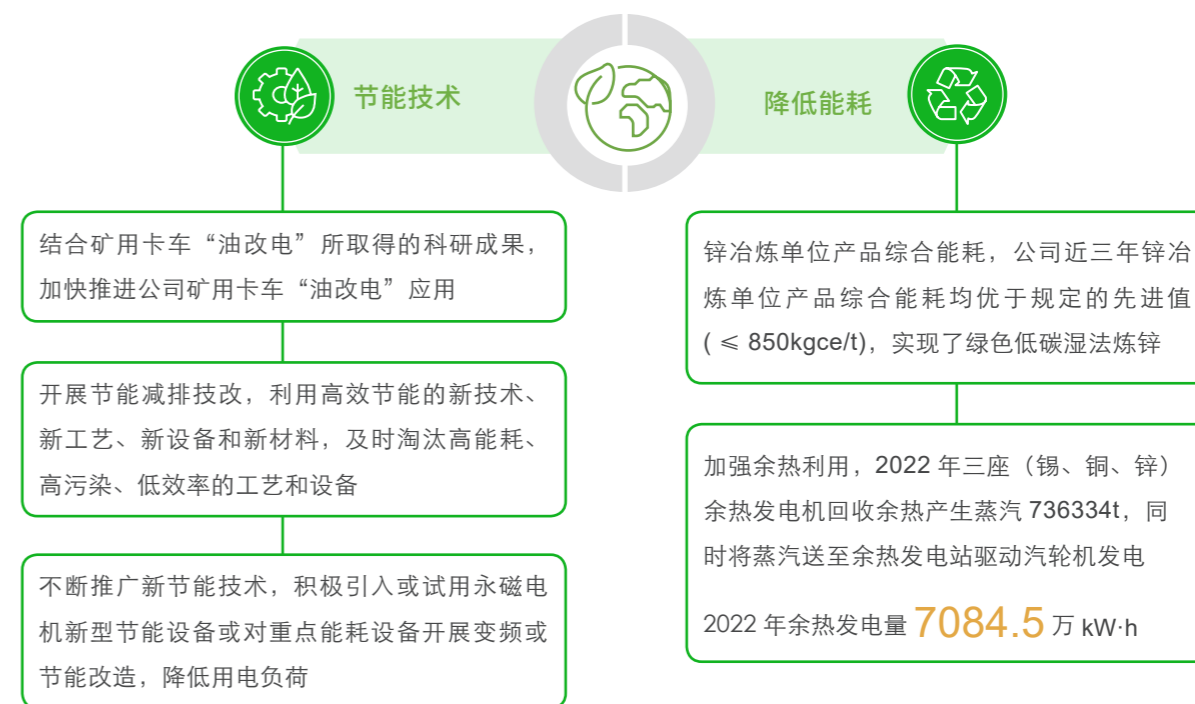 节能技术
结合矿用卡车“油改电”所取得的科研成果，
加快推进公司矿用卡车“油改电”应用
开展节能减排技改，利用高效节能的新技术、
新工艺、新设备和新材料，及时淘汰高能耗、
高污染、低效率的工艺和设备
不断推广新节能技术，积极引入或试用永磁电
机新型节能设备或对重点能耗设备开展变频或
节能改造，降低用电负荷
降低能耗
锌冶炼单位产品综合能耗，公司近三年锌冶
炼单位产品综合能耗均优于规定的先进值
( ≤ 850kgce/t)，实现了绿色低碳湿法炼锌
加强余热利用，2022 年三座（锡、铜、锌）
余热发电机回收余热产生蒸汽 736334t，同
时将蒸汽送至余热发电站驱动汽轮机发电
2022 年余热发电量 7084.5 万 kW·h